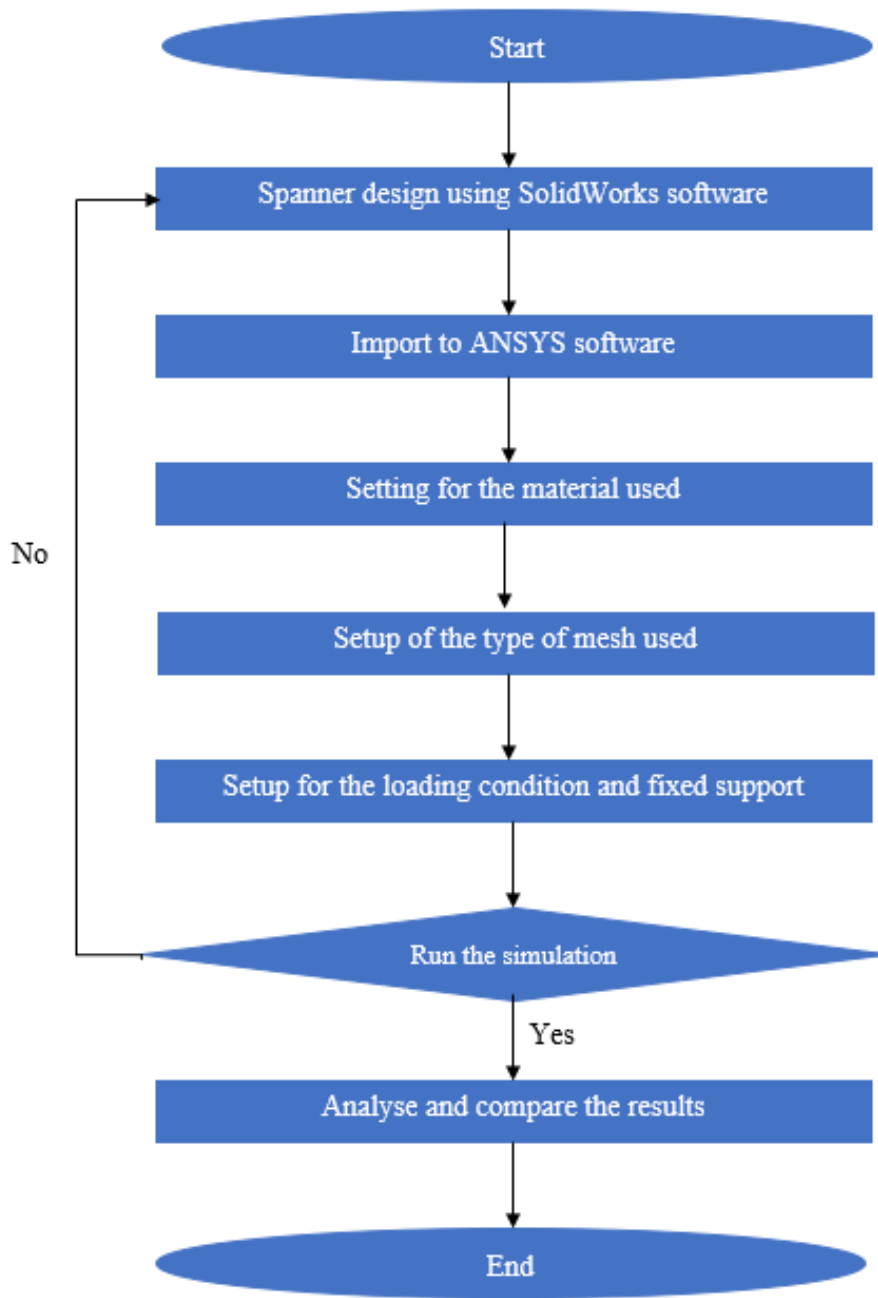 Start
Spanner design using SolidWorks software
Import to ANSYS software
Setting for the material used
No
Setup of the type of mesh used
Setup for the loading condition and fixed support
Run the simulation
Yes
Analyse and compare the results
End